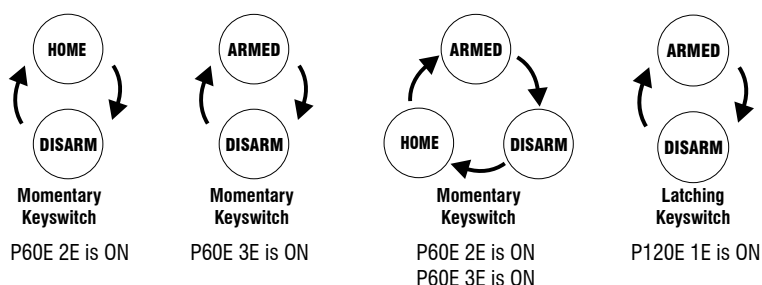 HOME
DISARM
Momentary
Keyswitch
P60E 2E is ON
ARMED
DISARM
Momentary
Keyswitch
P60E 3E is ON
ARMED
HOME
DISARM
Momentary
Keyswitch
P60E 2E is ON
P60E 3E is ON
ARMED
DISARM
Latching
Keyswitch
P120E 1E is ON